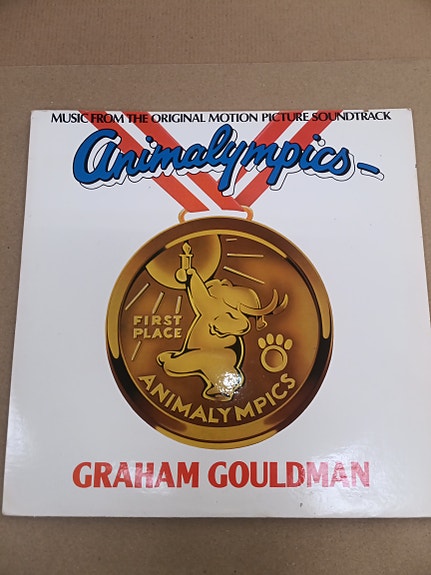 MUSIC FROM THE ORIGINAL MOTION PICTURE SOUNDTRACK
Animalympics
FIRST
PLACE
ANIMALYMPICS
GRAHAM GOULDMAN